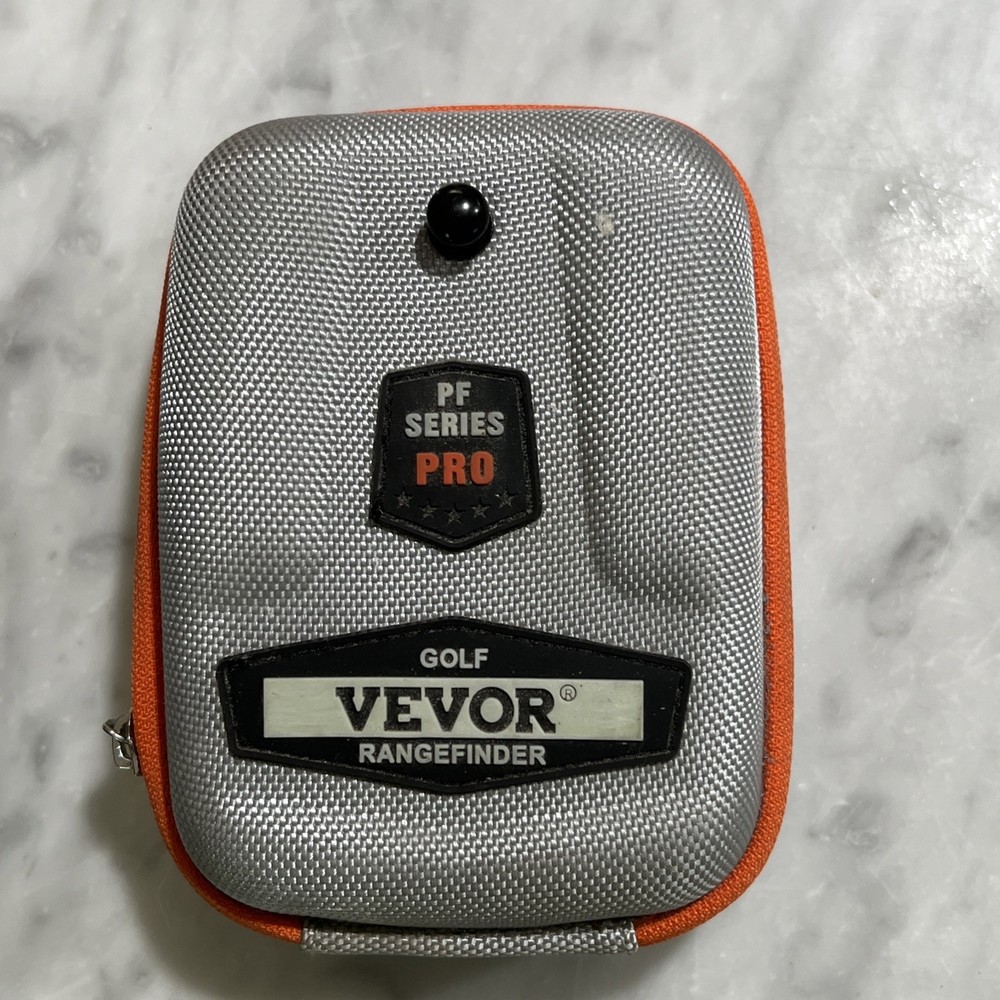 PF
SERIES
PRO
GOLF
VEVOR®
RANGEFINDER